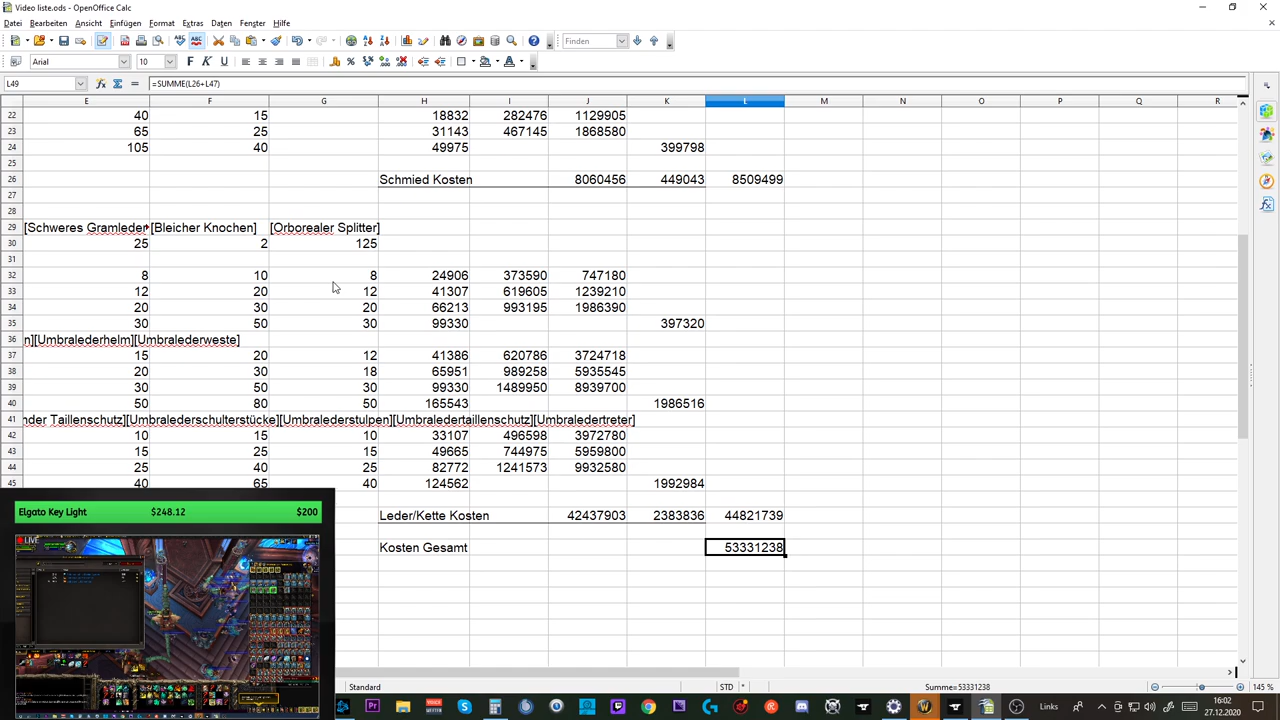 Video liste.ods - OpenOffice Calc
Datei Bearbeiten Ansicht Einfügen Format Extras Daten Fenster Hilfe
Finden
Arial 10
L49 =SUMME(L26+L47)
E F G H I J K L M N O P Q R
22 40 15 18832 282476 1129905
23 65 25 31143 467145 1868580
24 105 40 49975 399798
25
26 Schmied Kosten 8060456 449043 8509499
27
28
29 [Schweres Gramleder [Bleicher Knochen] [Orborealer Splitter]
30 25 2 125
31
32 8 10 8 24906 373590 747180
33 12 20 12 41307 619605 1239210
34 20 30 20 66213 993195 1986390
35 30 50 30 99330 397320
36 n][Umbralederhelm][Umbralederweste]
37 15 20 12 41386 620786 3724718
38 20 30 18 65951 989258 5935545
39 30 50 30 99330 1489950 8939700
40 50 80 50 165543 1986516
41 nder Taillenschutz][Umbralederschulterstücke][Umbralederstulpen][Umbraledertaillenschutz][Umbraledertreter]
42 10 15 10 33107 496598 3972780
43 15 25 15 49665 744975 5959800
44 25 40 25 82772 1241573 9932580
45 40 65 40 124562 1992984
Leder/Kette Kosten 42437903 2383836 44821739
Kosten Gesamt 53331238
Elgato Key Light $248.12 $200
LIVE
Standard STD * Summe=53331238 145 %
Links 16:02
27.12.2020